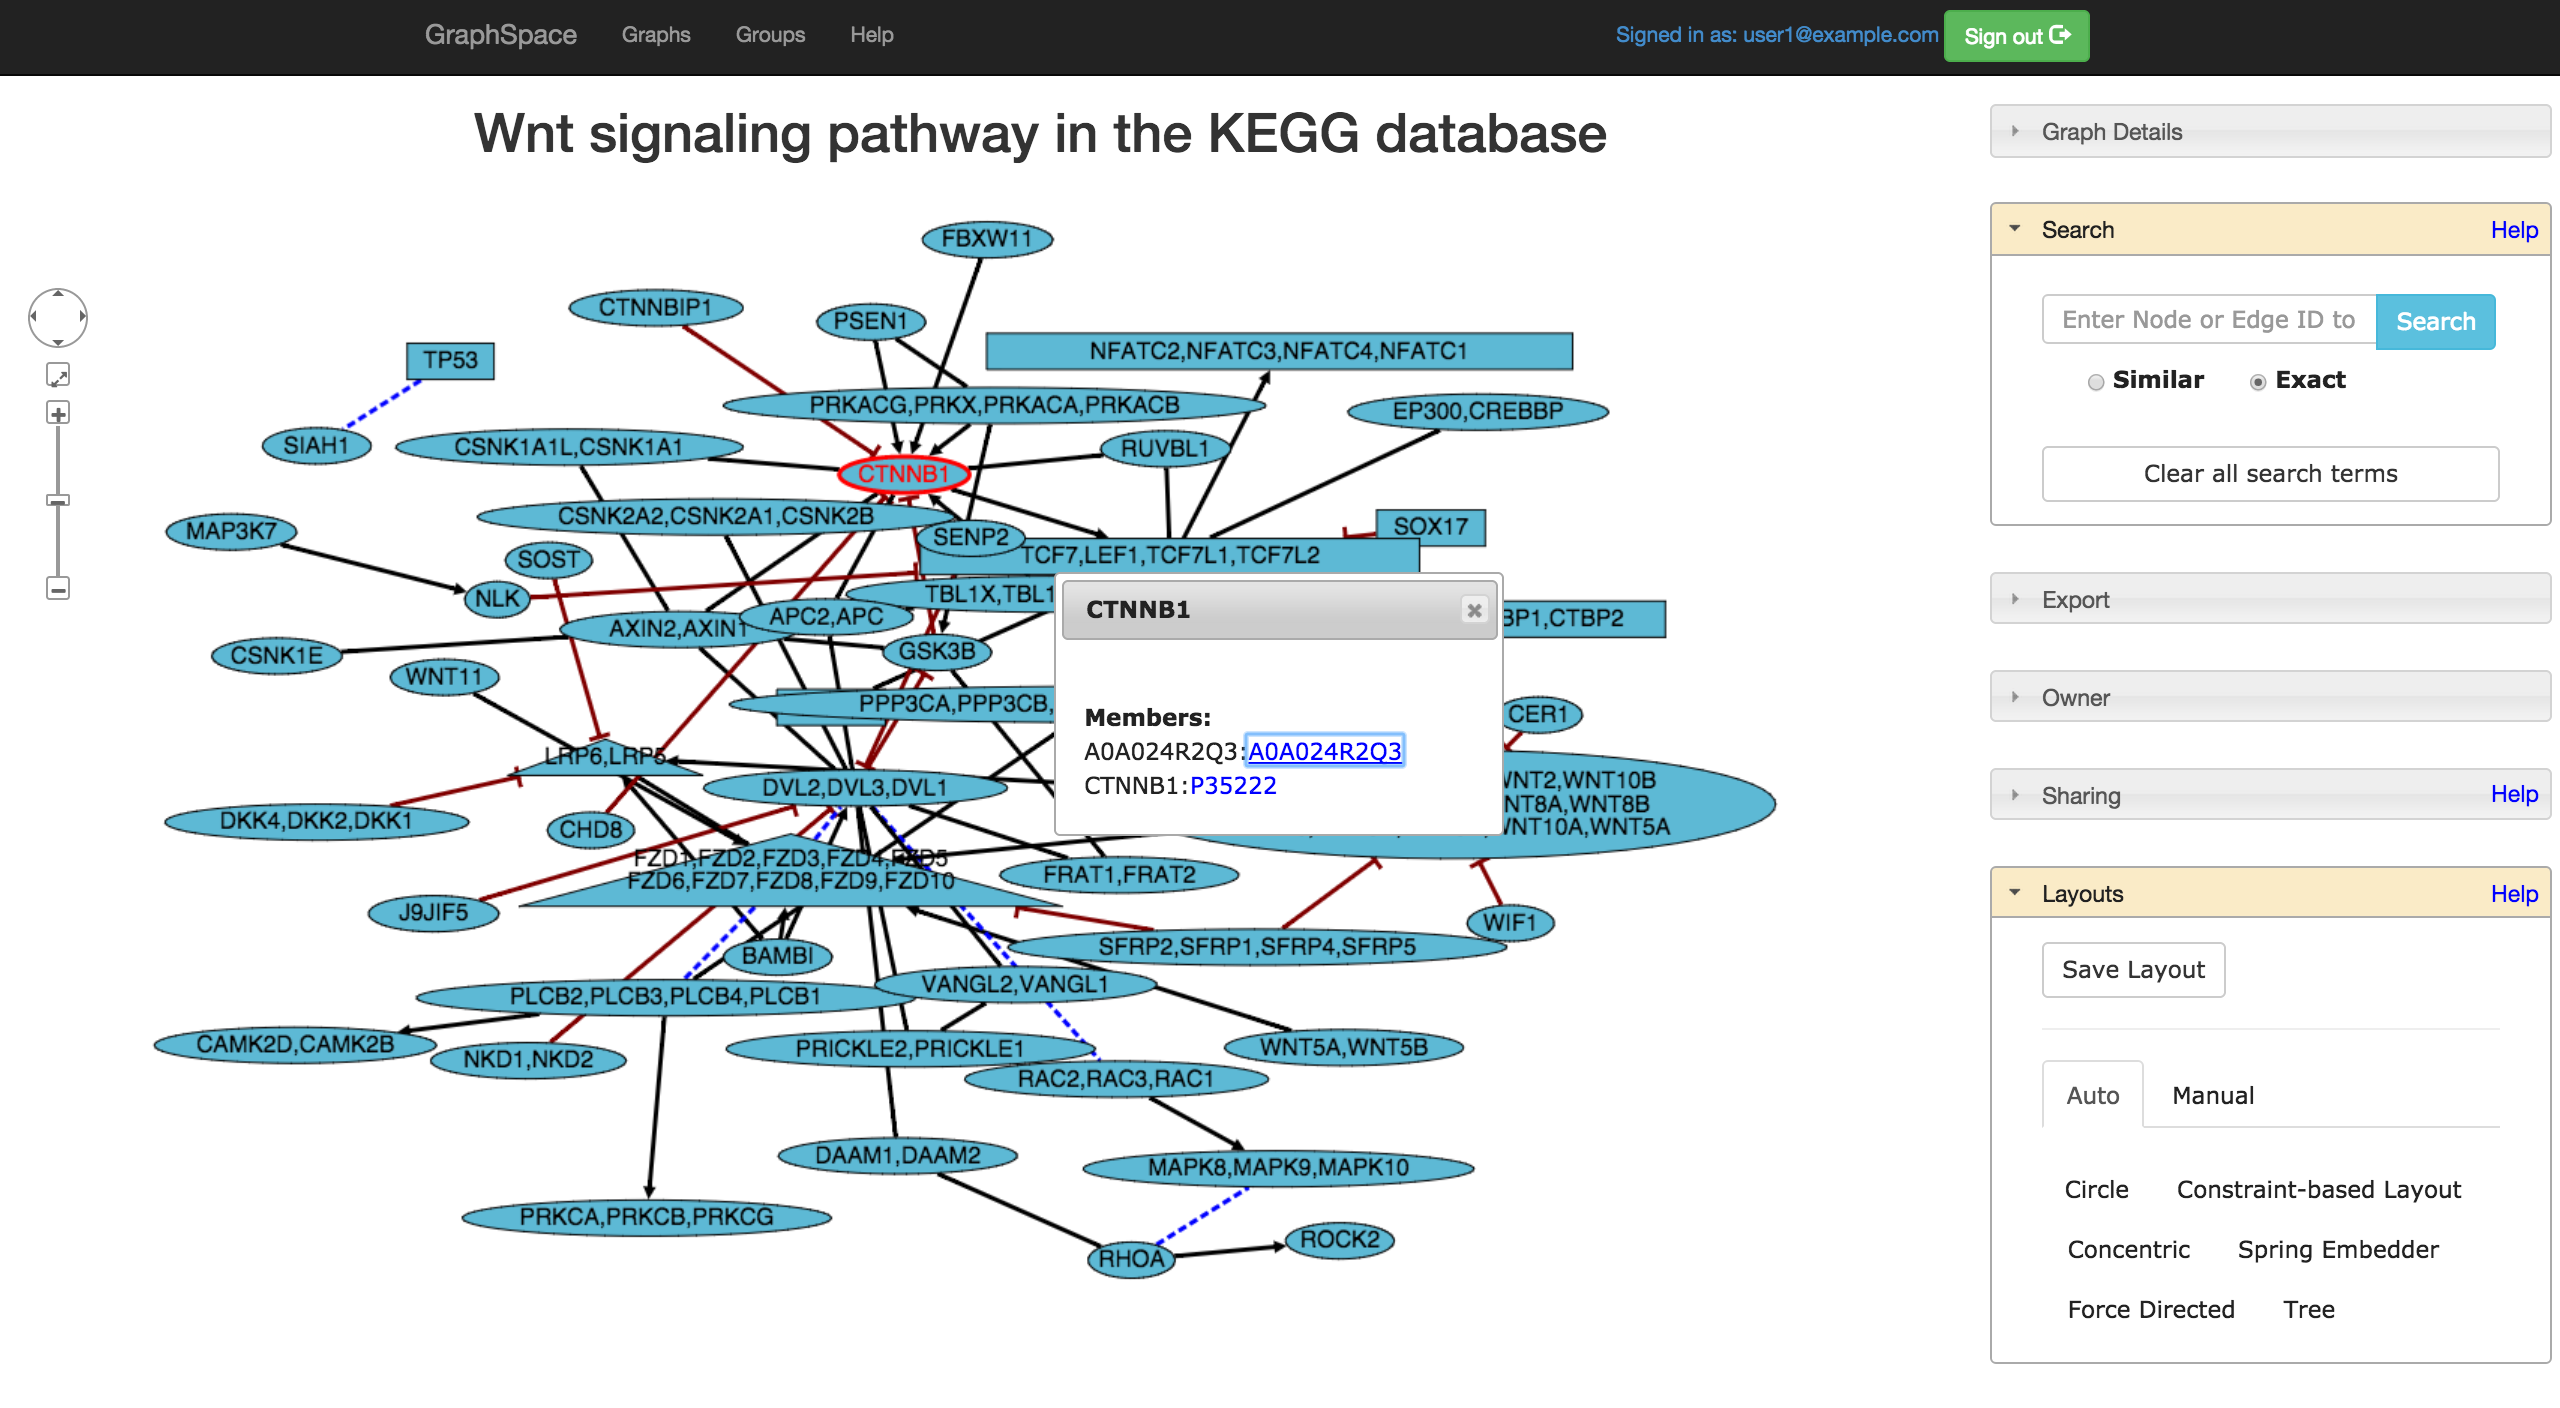 GraphSpace Graphs Groups Help Signed in as: user1@example.com Sign out
Wnt signaling pathway in the KEGG database
FBXW11
CTNNBIP1
PSEN1
NFATC2,NFATC3,NFATC4,NFATC1
TP53
PRKACG,PRKX,PRKACA,PRKACB
EP300,CREBBP
SIAH1
CSNK1A1L,CSNK1A1
RUVBL1
CTNNB1
CSNK2A2,CSNK2A1,CSNK2B
SOX17
MAP3K7
SENP2
TCF7,LEF1,TCF7L1,TCF7L2
SOST
NLK
TBL1X,TBL1
APC2,APC
AXIN2,AXIN1
BP1,CTBP2
CSNK1E
GSK3B
WNT11
PPP3CA,PPP3CB,
CER1
CTNNB1
Members:
A0A024R2Q3:A0A024R2Q3
CTNNB1:P35222
LRP6,LRP5
DVL2,DVL3,DVL1
WNT2,WNT10B
NT8A,WNT8B
WNT10A,WNT5A
DKK4,DKK2,DKK1
CHD8
FZD1,FZD2,FZD3,FZD4,FZD5
FZD6,FZD7,FZD8,FZD9,FZD10
FRAT1,FRAT2
J9JIF5
WIF1
SFRP2,SFRP1,SFRP4,SFRP5
BAMBI
VANGL2,VANGL1
PLCB2,PLCB3,PLCB4,PLCB1
CAMK2D,CAMK2B
NKD1,NKD2
PRICKLE2,PRICKLE1
WNT5A,WNT5B
RAC2,RAC3,RAC1
DAAM1,DAAM2
MAPK8,MAPK9,MAPK10
PRKCA,PRKCB,PRKCG
RHOA
ROCK2
Graph Details
Search Help
Enter Node or Edge ID to Search
Similar Exact
Clear all search terms
Export
Owner
Sharing Help
Layouts Help
Save Layout
Auto Manual
Circle Constraint-based Layout
Concentric Spring Embedder
Force Directed Tree